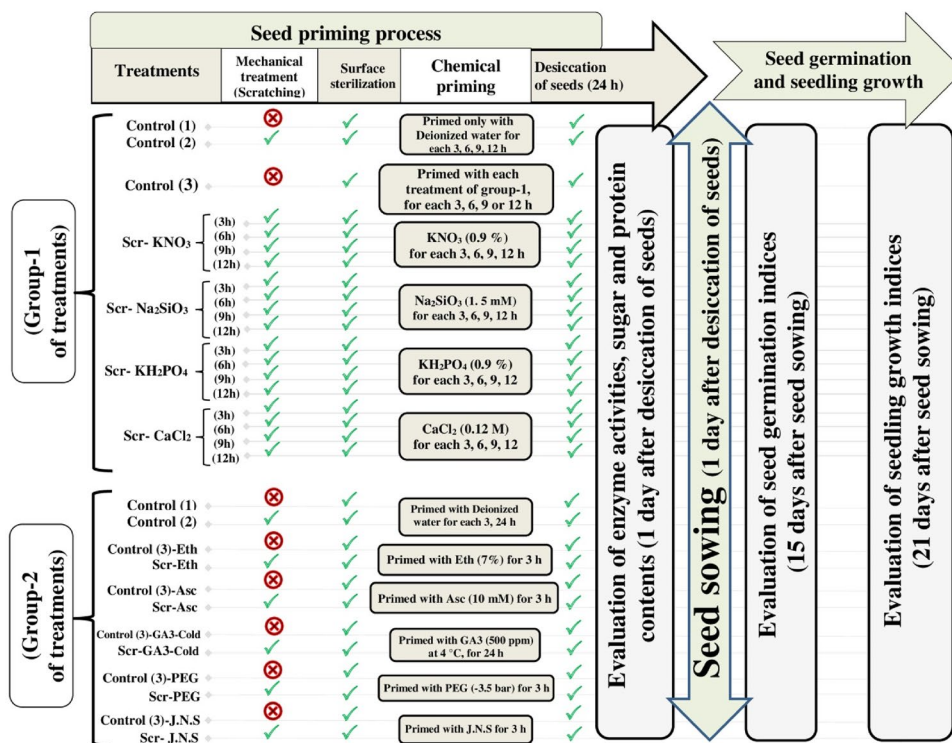 Seed priming process
Treatments
Mechanical
treatment
(Scratching)
Surface
sterilization
Chemical
priming
Desiccation
of seeds (24 h)
Seed germination
and seedling growth
(Group-1
of treatments)
Control (1)
Control (2)
Primed only with
Deionized water for
each 3, 6, 9, 12 h
Control (3)
Primed with each
treatment of group-1,
for each 3, 6, 9 or 12 h
Scr- KNO₃
(3h)
(6h)
(9h)
(12h)
KNO₃ (0.9 %)
for each 3, 6, 9, 12 h
Scr- Na₂SiO₃
(3h)
(6h)
(9h)
(12h)
Na₂SiO₃ (1. 5 mM)
for each 3, 6, 9, 12 h
Scr- KH₂PO₄
(3h)
(6h)
(9h)
(12h)
KH₂PO₄ (0.9 %)
for each 3, 6, 9, 12
Scr- CaCl₂
(3h)
(6h)
(9h)
(12h)
CaCl₂ (0.12 M)
for each 3, 6, 9, 12
(Group-2
of treatments)
Control (1)
Control (2)
Primed with Deionized
water for each 3, 24 h
Control (3)-Eth
Scr-Eth
Primed with Eth (7%) for 3 h
Control (3)-Asc
Scr-Asc
Primed with Asc (10 mM) for 3 h
Control (3)-GA3-Cold
Scr-GA3-Cold
Primed with GA3 (500 ppm)
at 4 °C, for 24 h
Control (3)-PEG
Scr-PEG
Primed with PEG (-3.5 bar) for 3 h
Control (3)-J.N.S
Scr- J.N.S
Primed with J.N.S for 3 h
Evaluation of enzyme activities, sugar and protein
contents (1 day after desiccation of seeds)
Seed sowing (1 day after desiccation of seeds)
Evaluation of seed germination indices
(15 days after seed sowing)
Evaluation of seedling growth indices
(21 days after seed sowing)